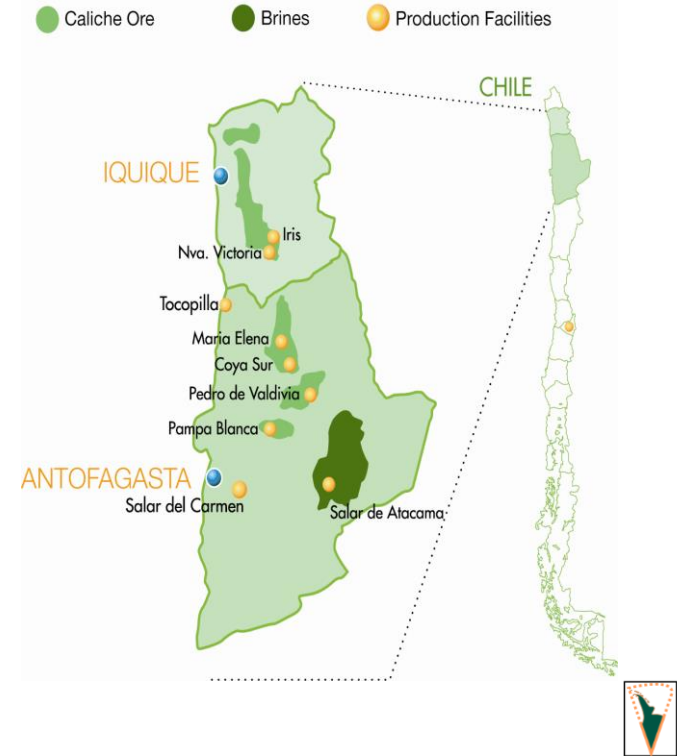 Caliche Ore
Brines
Production Facilities
CHILE
IQUIQUE
Iris
Nva. Victoria
Tocopilla
Maria Elena
Coya Sur
Pedro de Valdivia
Pampa Blanca
ANTOFAGASTA
Salar del Carmen
Salar de Atacama